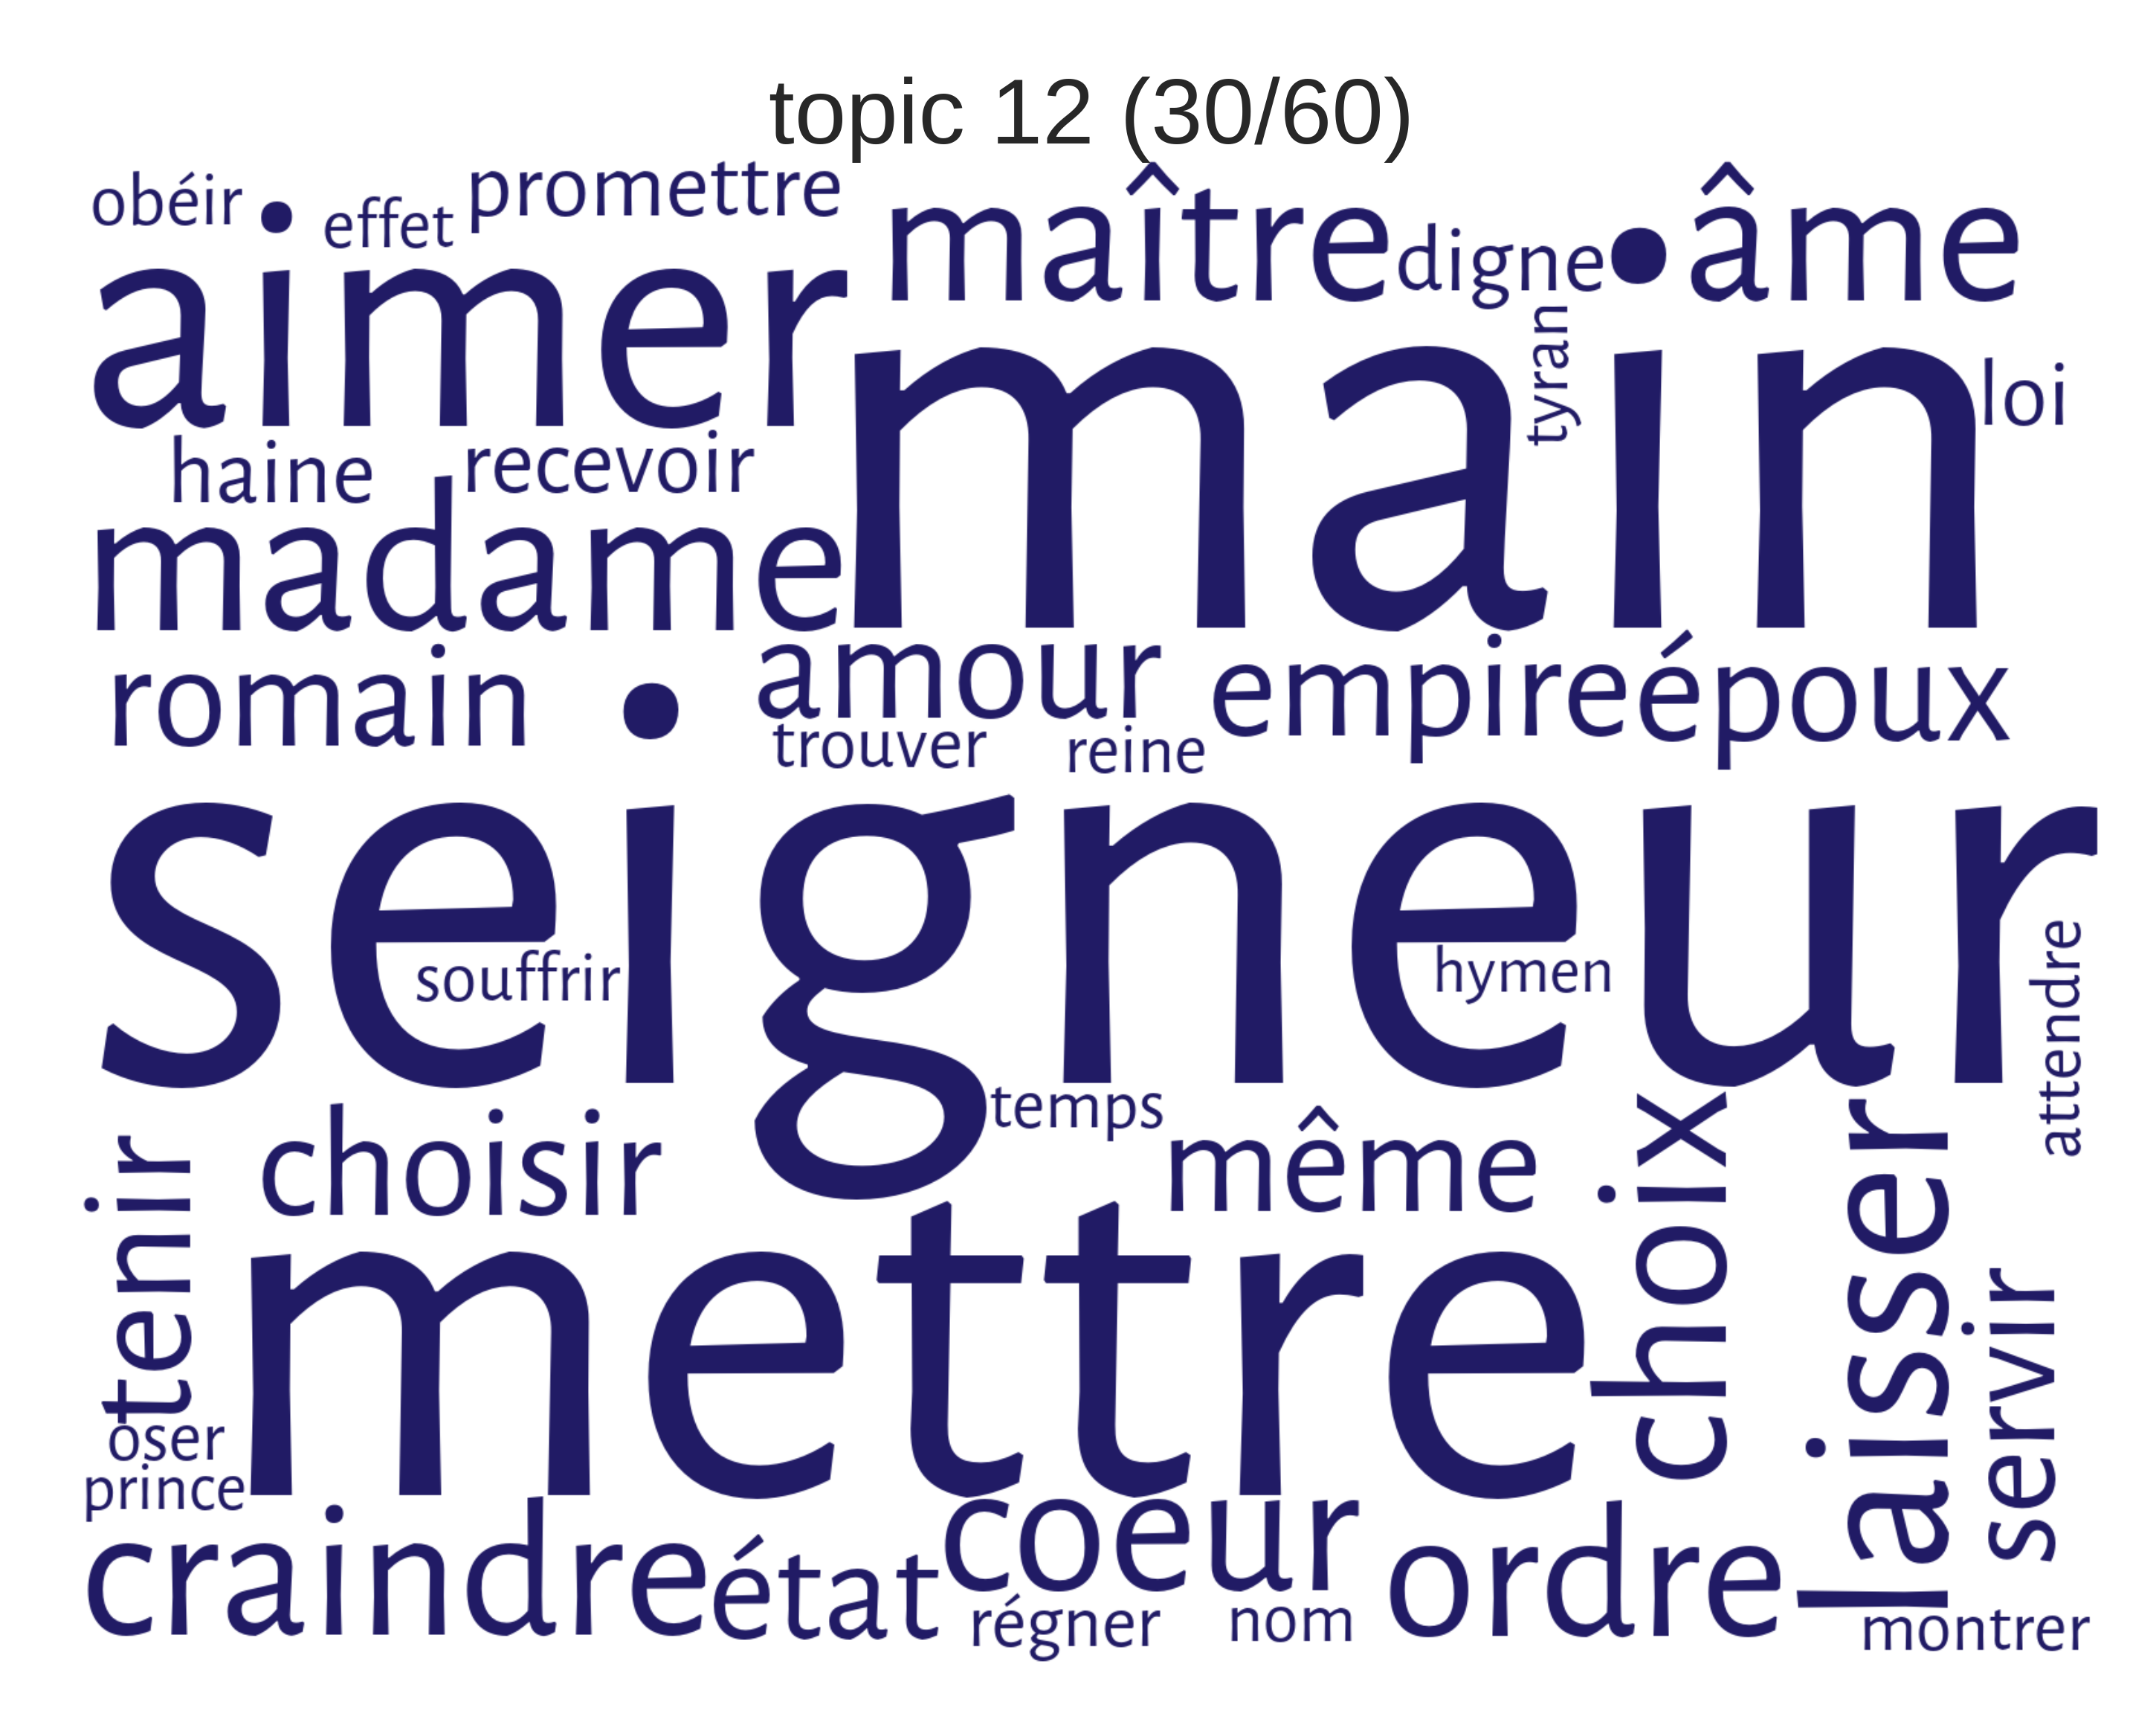 topic 12 (30/60)
obéir effet promettre
aimer maître digne âme
main tyran loi
haine recevoir
madame
romain amour empire époux
trouver reine
seigneur
souffrir hymen attendre
temps
tenir choisir même choix laisser
mettre servir
oser
prince
craindre état coeur ordre
régner nom montrer